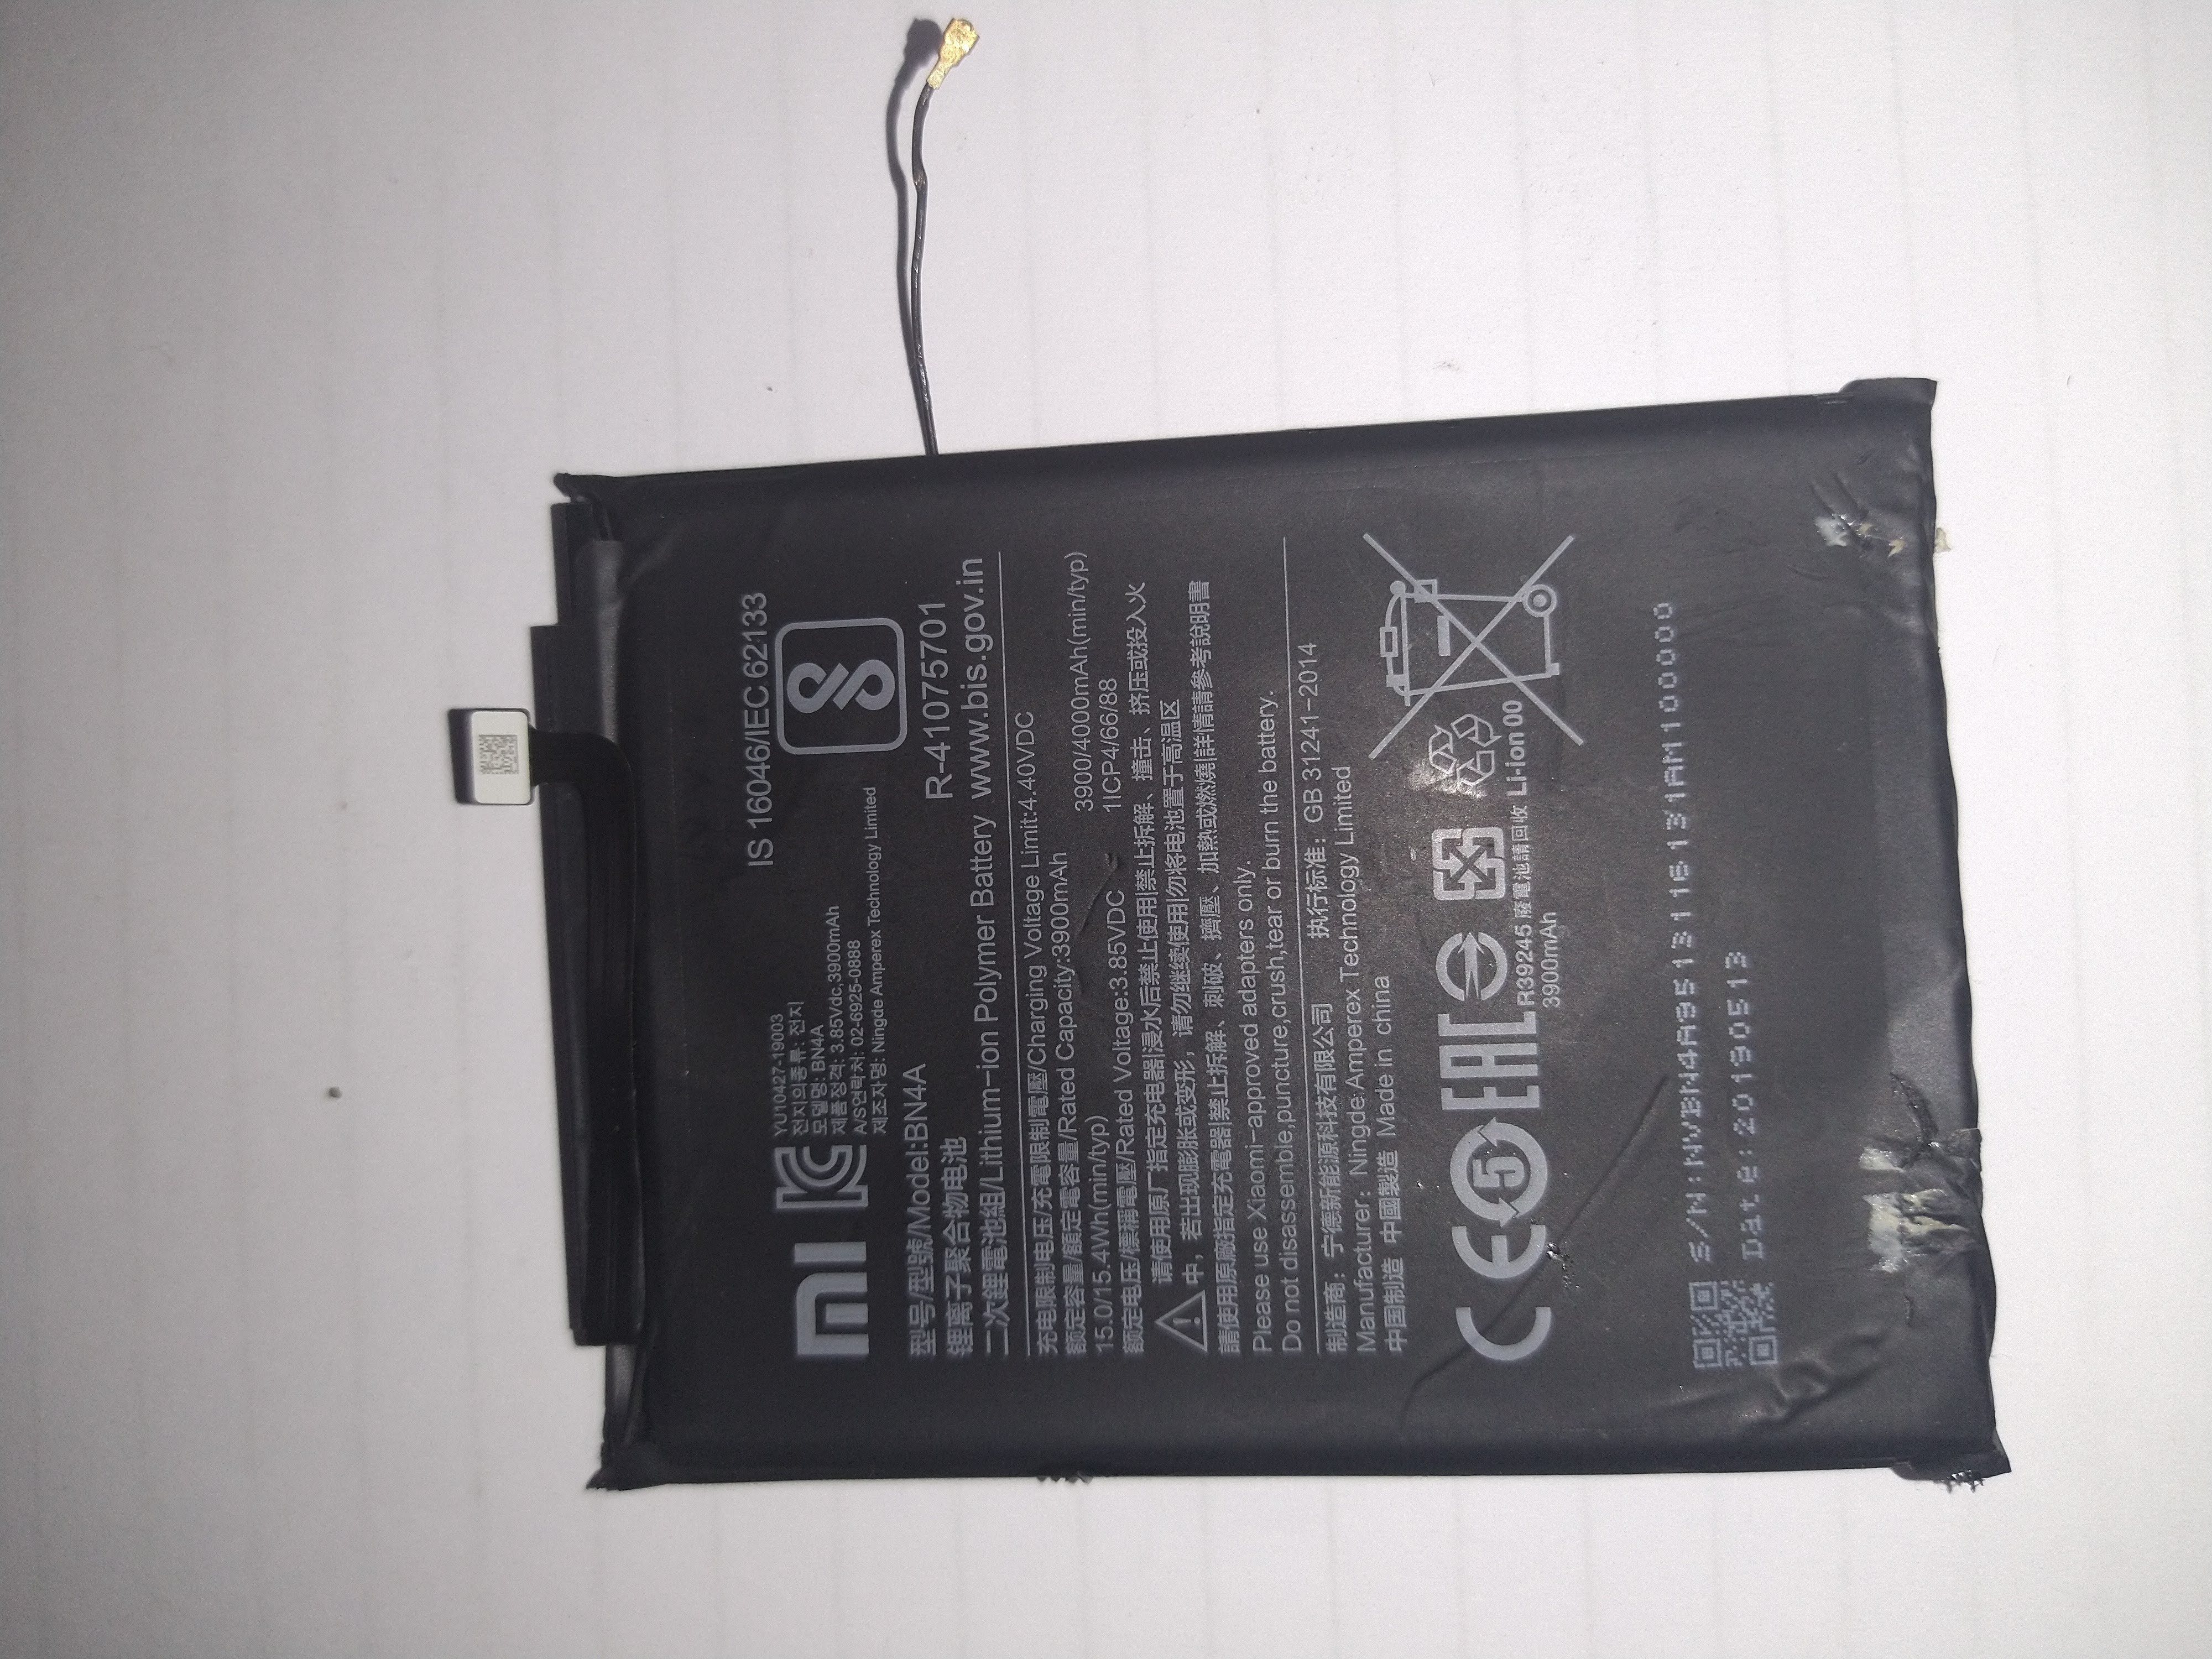 mi
YU10427-19003
전지의종류: 전지
모델명: BN4A
제품정격: 3.85Vdc,3900mAh
A/S연락처: 02-6925-0888
제조자명: Ningde Amperex Technology Limited
IS 16046/IEC 62133
R-41075701
www.bis.gov.in
型号/型號/Model:BN4A
锂离子聚合物电池
二次鋰電池組/Lithium-ion Polymer Battery
充电限制电压/充電限制電壓/Charging Voltage Limit:4.40VDC
额定容量/額定電容量/Rated Capacity:3900mAh
15.0/15.4Wh(min/typ)
3900/4000mAh(min/typ)
额定电压/標稱電壓/Rated Voltage:3.85VDC
1ICP4/66/88
请使用原厂指定充电器|浸水后禁止使用|禁止拆解、撞击、挤压或投入火
中，若出现膨胀或变形，请勿继续使用|勿将电池置于高温区
請使用原廠指定充電器|禁止拆解、刺破、擠壓、加熱或燃燒|詳情請參考說明書
Please use Xiaomi-approved adapters only.
Do not disassemble,puncture,crush,tear or burn the battery.
制造商：宁德新能源科技有限公司 执行标准：GB 31241-2014
Manufacturer：Ningde Amperex Technology Limited
中国制造 中國製造 Made in china
CE 5 EAC
R39245 廢電池請回收 Li-ion 00
3900mAh
S/N:NVBN4A9513116131AM100000
Date:20190513